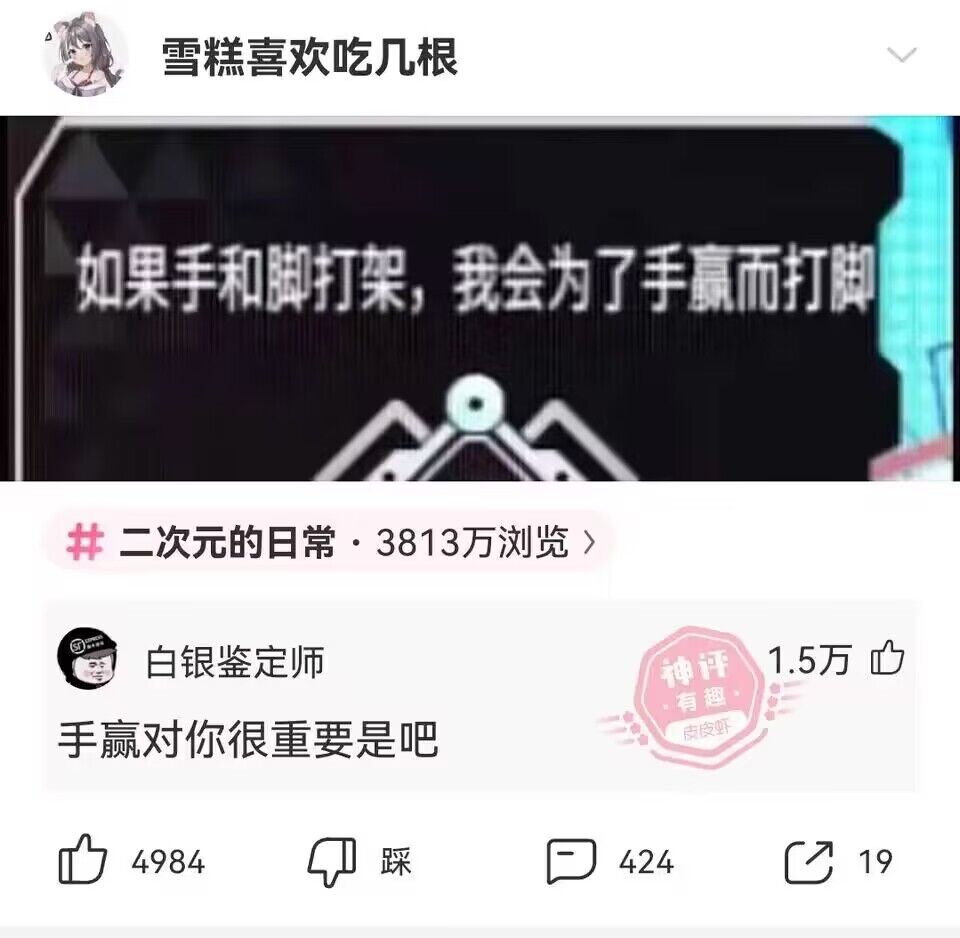 雪糕喜欢吃几根
如果手和脚打架，我会为了手赢而打脚
# 二次元的日常 · 3813万浏览 >
白银鉴定师
神评
有趣
皮皮虾
1.5万
手赢对你很重要是吧
4984
踩
424
19